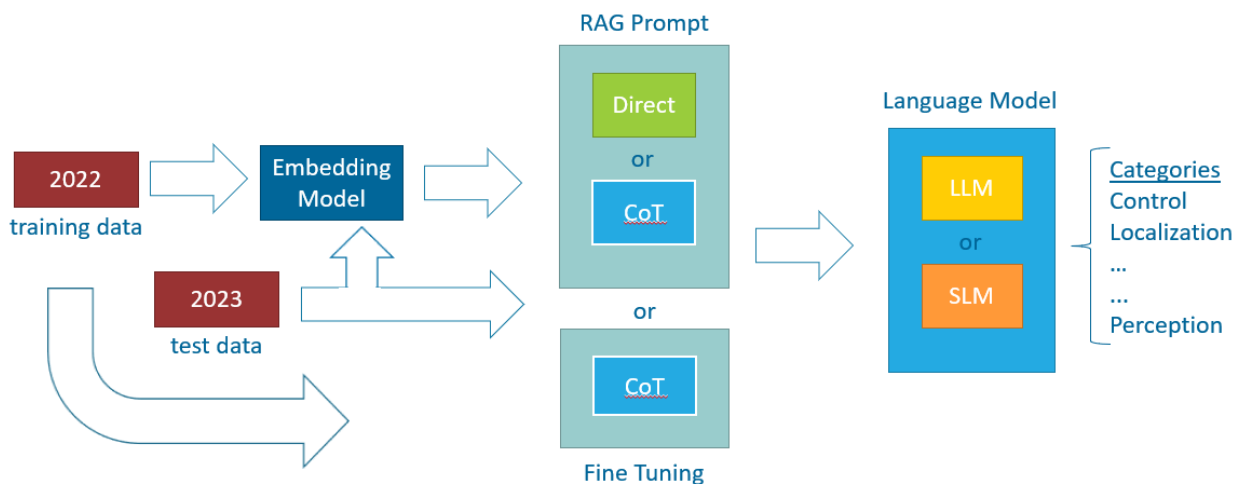 RAG Prompt
Direct
or
CoT
Language Model
2022
training data
Embedding
Model
LLM
or
SLM
Categories
Control
Localization
...
...
Perception
2023
test data
or
CoT
Fine Tuning